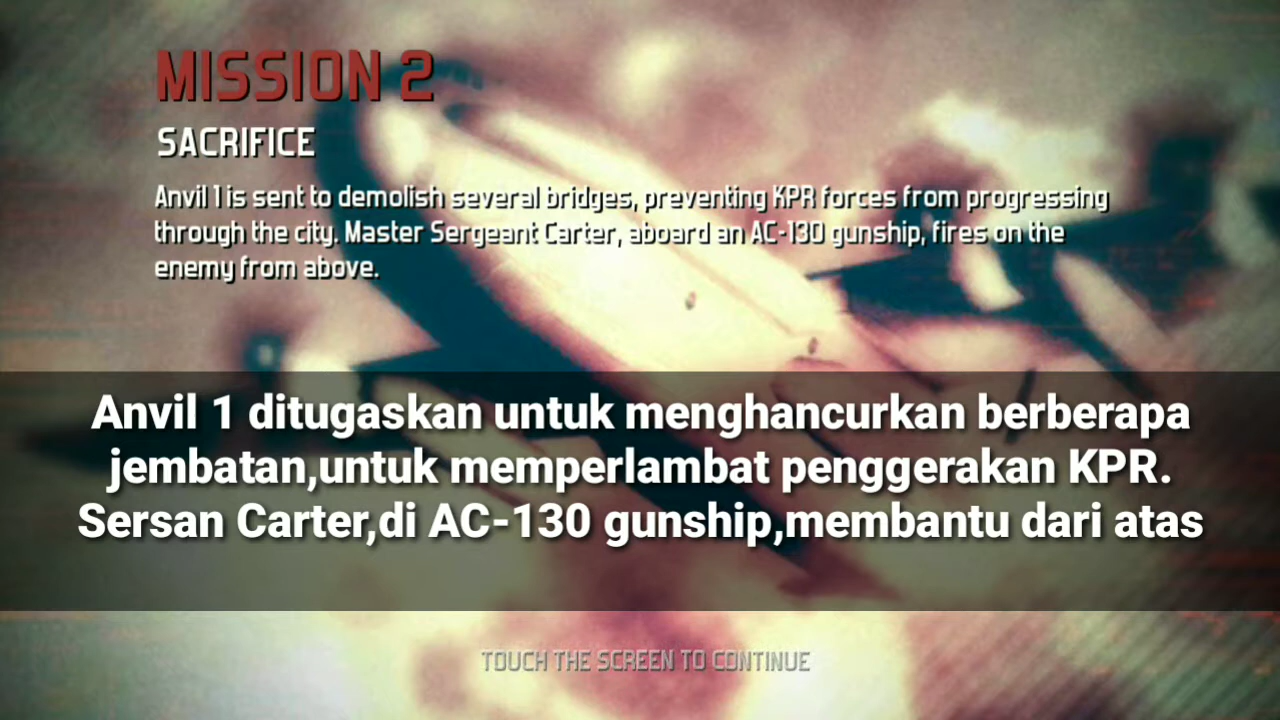 MISSION 2
SACRIFICE
Anvil 1 is sent to demolish several bridges, preventing KPR forces from progressing
through the city. Master Sergeant Carter, aboard an AC-130 gunship, fires on the
enemy from above.
Anvil 1 ditugaskan untuk menghancurkan berberapa
jembatan,untuk memperlambat penggerakan KPR.
Sersan Carter,di AC-130 gunship,membantu dari atas
TOUCH THE SCREEN TO CONTINUE